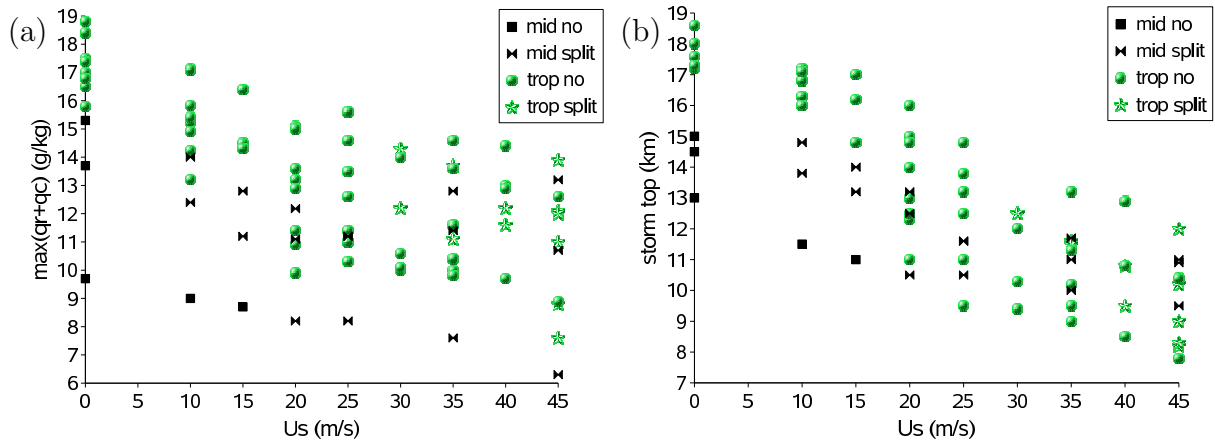 (a)
max(qr+qc) (g/kg)
19
18
17
16
15
14
13
12
11
10
9
8
7
6
0 5 10 15 20 25 30 35 40 45
Us (m/s)
mid no
mid split
trop no
trop split
(b)
storm top (km)
19
18
17
16
15
14
13
12
11
10
9
8
7
0 5 10 15 20 25 30 35 40 45
Us (m/s)
mid no
mid split
trop no
trop split